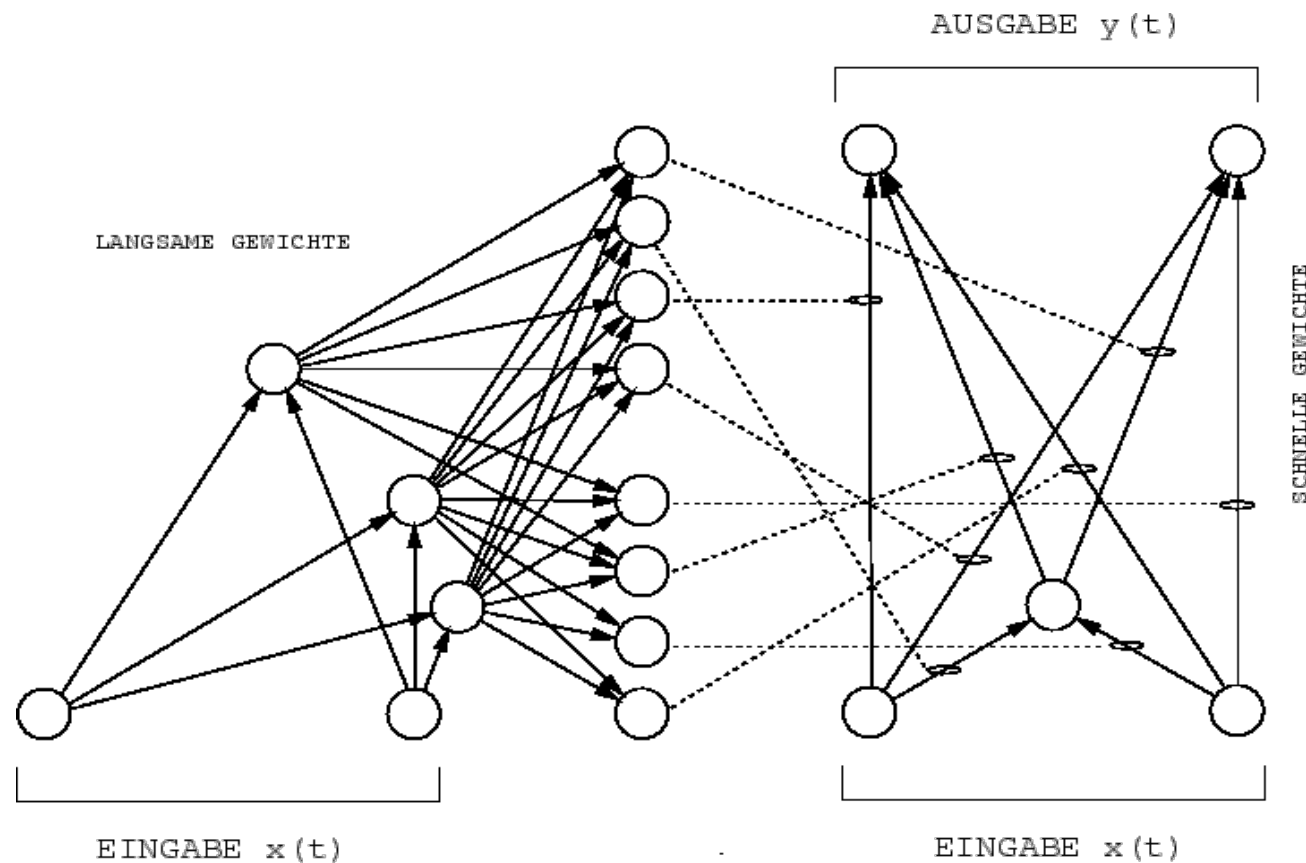 AUSGABE y(t)
LANGSAME GEWICHTE
SCHNELLE GEWICHTE
EINGABE x(t)
EINGABE x(t)